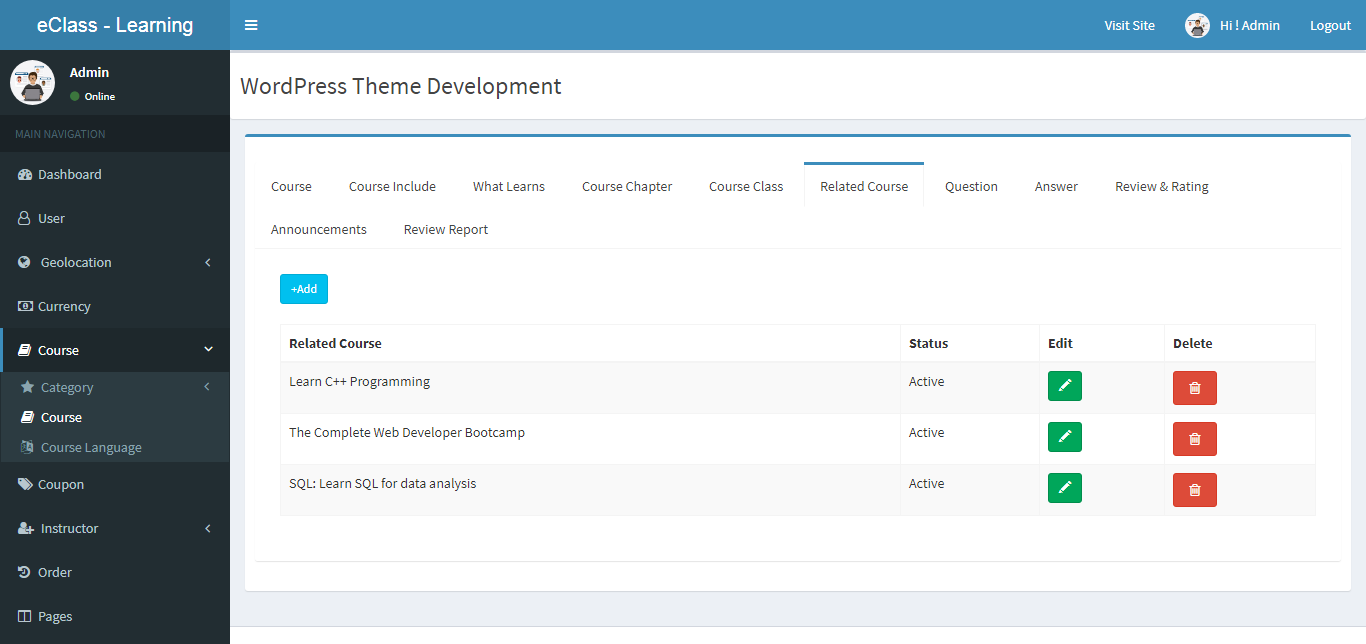 eClass - Learning
Visit Site Hi ! Admin Logout
Admin
Online
MAIN NAVIGATION
Dashboard
User
Geolocation
Currency
Course
Category
Course
Course Language
Coupon
Instructor
Order
Pages
WordPress Theme Development
Course Course Include What Learns Course Chapter Course Class Related Course Question Answer Review & Rating
Announcements Review Report
+Add
Related Course Status Edit Delete
Learn C++ Programming Active
The Complete Web Developer Bootcamp Active
SQL: Learn SQL for data analysis Active